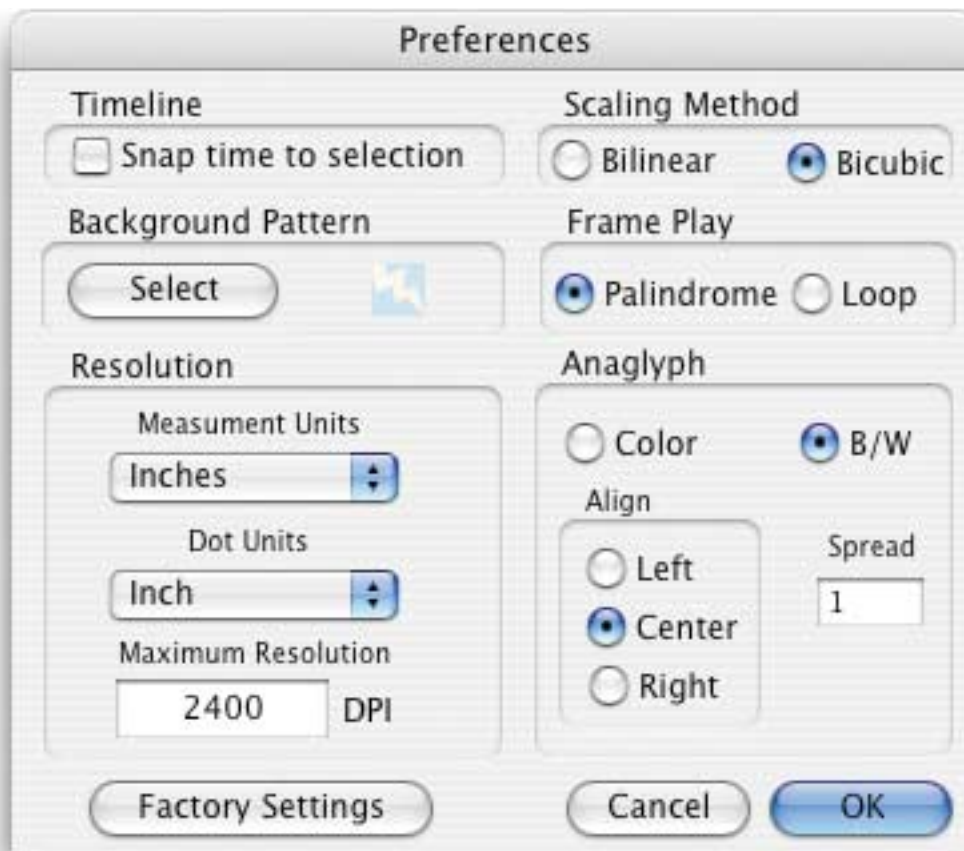 Preferences
Timeline
Snap time to selection
Scaling Method
Bilinear
Bicubic
Background Pattern
Select
Frame Play
Palindrome
Loop
Resolution
Measument Units
Inches
Dot Units
Inch
Maximum Resolution
2400 DPI
Anaglyph
Color
B/W
Align
Left
Center
Right
Spread
1
Factory Settings
Cancel
OK